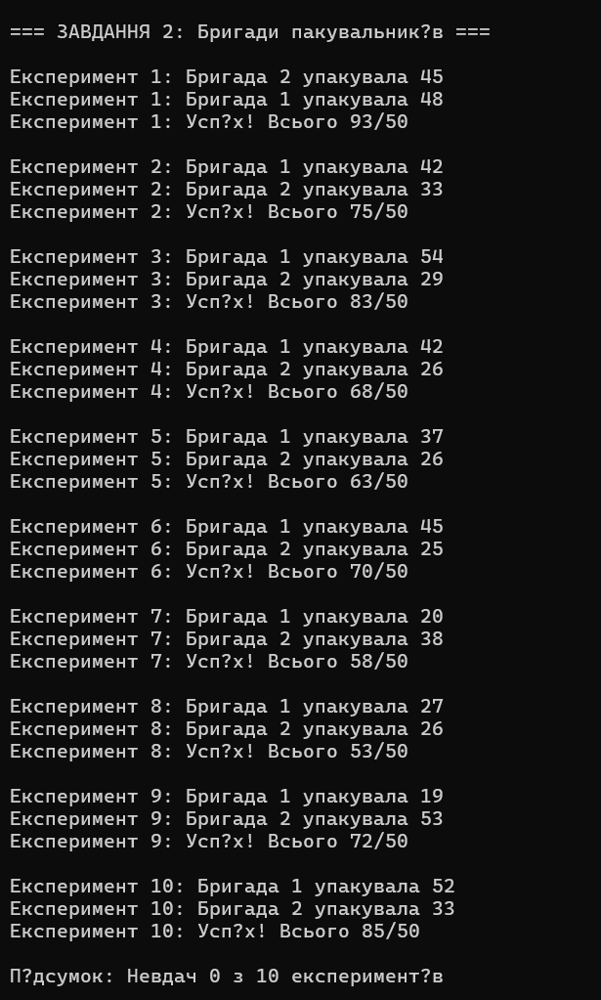 === ЗАВДАННЯ 2: Бригади пакувальник?в ===
Експеримент 1: Бригада 2 упакувала 45
Експеримент 1: Бригада 1 упакувала 48
Експеримент 1: Усп?х! Всього 93/50
Експеримент 2: Бригада 1 упакувала 42
Експеримент 2: Бригада 2 упакувала 33
Експеримент 2: Усп?х! Всього 75/50
Експеримент 3: Бригада 1 упакувала 54
Експеримент 3: Бригада 2 упакувала 29
Експеримент 3: Усп?х! Всього 83/50
Експеримент 4: Бригада 1 упакувала 42
Експеримент 4: Бригада 2 упакувала 26
Експеримент 4: Усп?х! Всього 68/50
Експеримент 5: Бригада 1 упакувала 37
Експеримент 5: Бригада 2 упакувала 26
Експеримент 5: Усп?х! Всього 63/50
Експеримент 6: Бригада 1 упакувала 45
Експеримент 6: Бригада 2 упакувала 25
Експеримент 6: Усп?х! Всього 70/50
Експеримент 7: Бригада 1 упакувала 20
Експеримент 7: Бригада 2 упакувала 38
Експеримент 7: Усп?х! Всього 58/50
Експеримент 8: Бригада 1 упакувала 27
Експеримент 8: Бригада 2 упакувала 26
Експеримент 8: Усп?х! Всього 53/50
Експеримент 9: Бригада 1 упакувала 19
Експеримент 9: Бригада 2 упакувала 53
Експеримент 9: Усп?х! Всього 72/50
Експеримент 10: Бригада 1 упакувала 52
Експеримент 10: Бригада 2 упакувала 33
Експеримент 10: Усп?х! Всього 85/50
П?дсумок: Невдач 0 з 10 експеримент?в